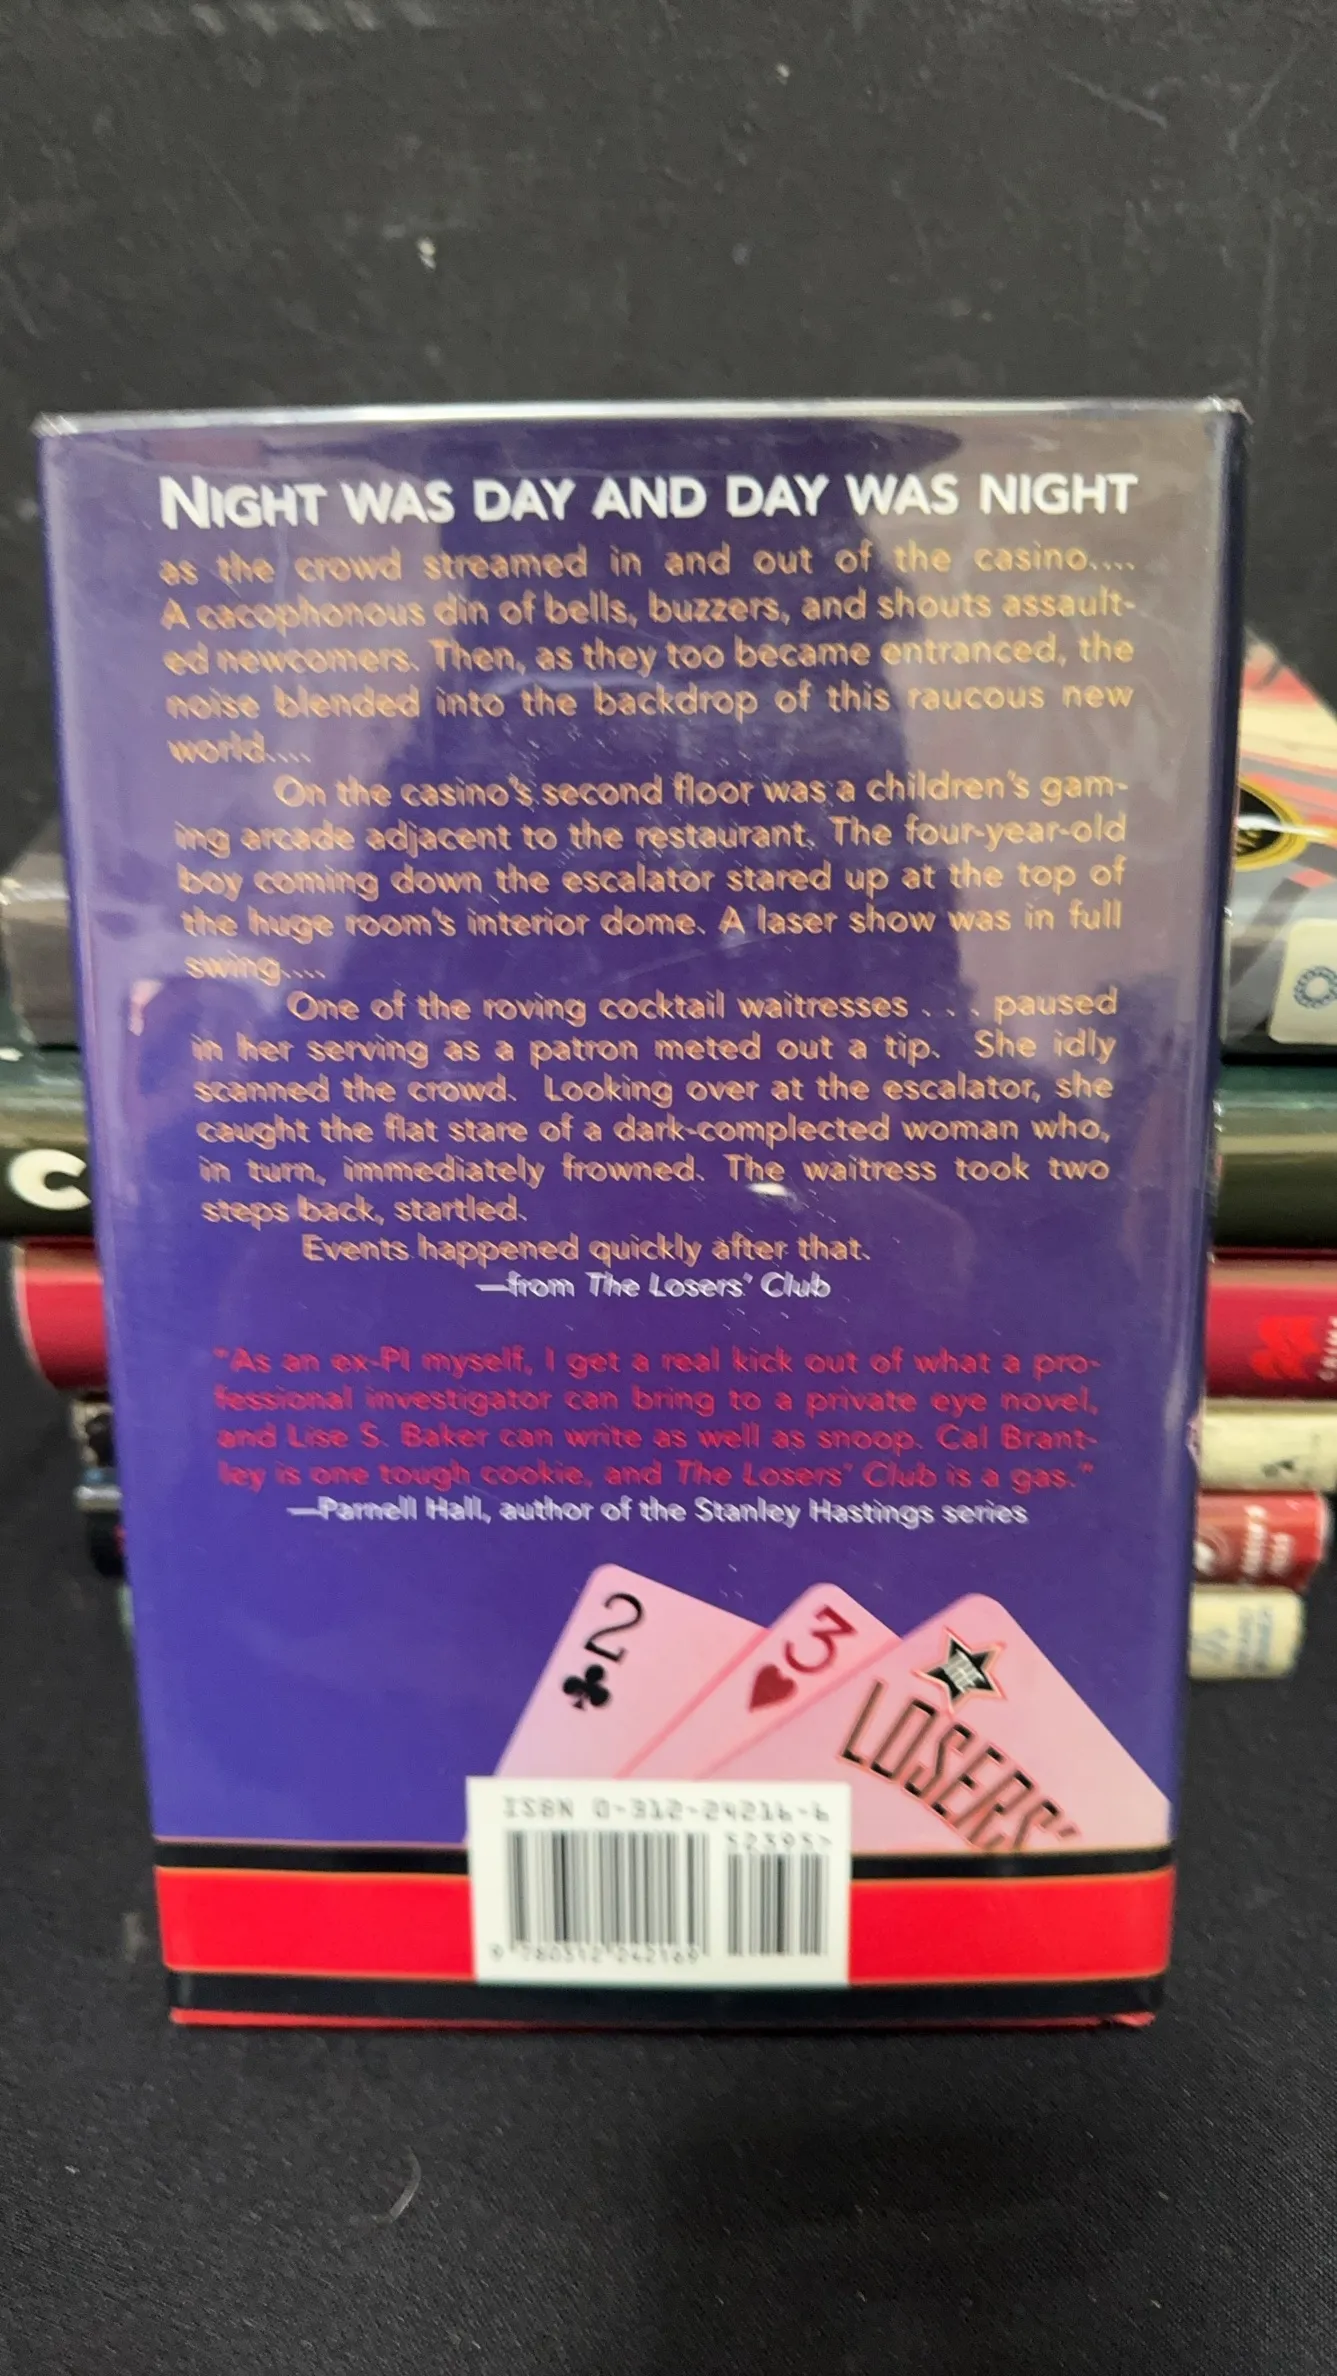 NIGHT WAS DAY AND DAY WAS NIGHT
as the crowd streamed in and out of the casino....
A cacophonous din of bells, buzzers, and shouts assault-
ed newcomers. Then, as they too became entranced, the
noise blended into the backdrop of this raucous new
world....
On the casino's second floor was a children's gam-
ing arcade adjacent to the restaurant. The four-year-old
boy coming down the escalator stared up at the top of
the huge room's interior dome. A laser show was in full
swing....
One of the roving cocktail waitresses . . . paused
in her serving as a patron meted out a tip. She idly
scanned the crowd. Looking over at the escalator, she
caught the flat stare of a dark-complected woman who,
in turn, immediately frowned. The waitress took two
steps back, startled.
Events happened quickly after that.
—from The Losers' Club
"As an ex-PI myself, I get a real kick out of what a pro-
fessional investigator can bring to a private eye novel,
and Lise S. Baker can write as well as snoop. Cal Brant-
ley is one tough cookie, and The Losers' Club is a gas."
—Parnell Hall, author of the Stanley Hastings series
2
3
THE
LOSERS'
ISBN 0-312-24216-6
52395>
9 780312 242169
C